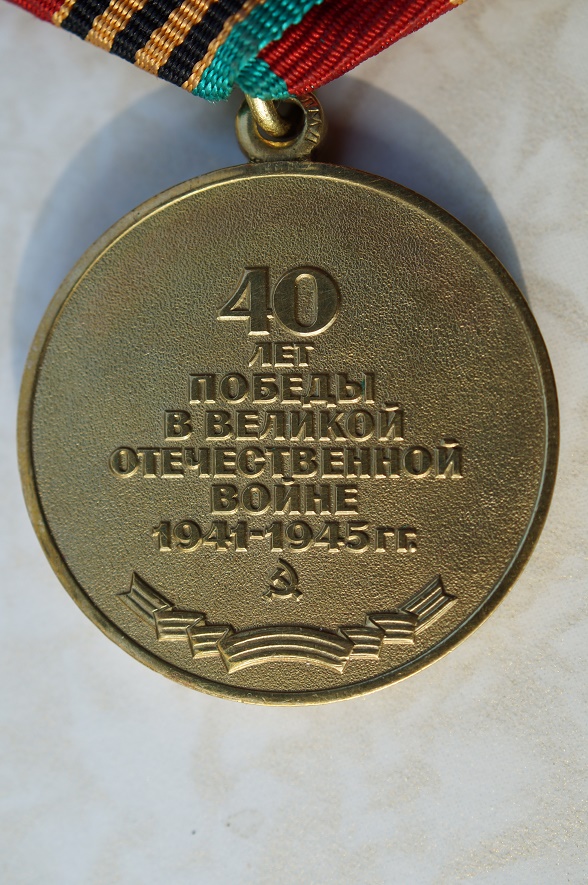 40
ЛЕТ
ПОБЕДЫ
В ВЕЛИКОЙ
ОТЕЧЕСТВЕННОЙ
ВОЙНЕ
1941-1945 гг.